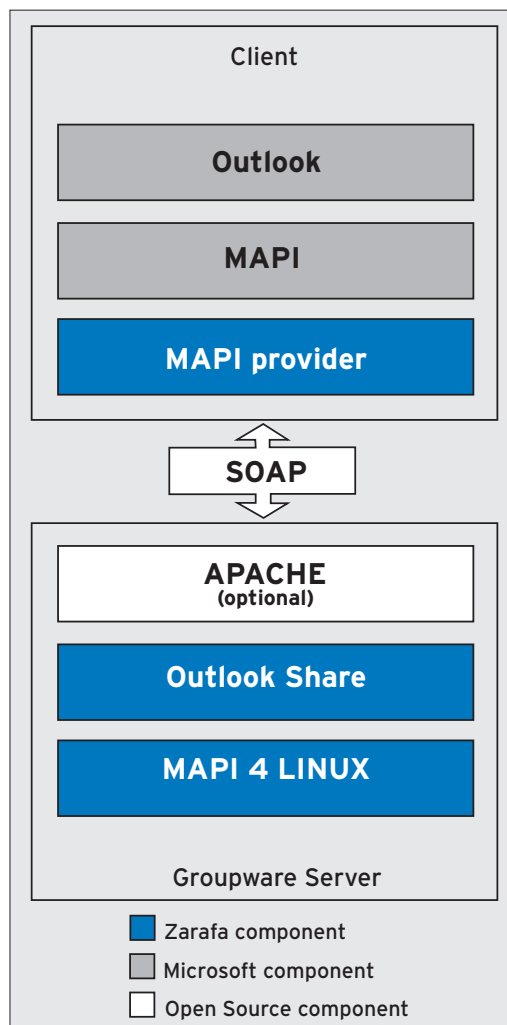 Client
Outlook
MAPI
MAPI provider
SOAP
APACHE
(optional)
Outlook Share
MAPI 4 LINUX
Groupware Server
Zarafa component
Microsoft component
Open Source component